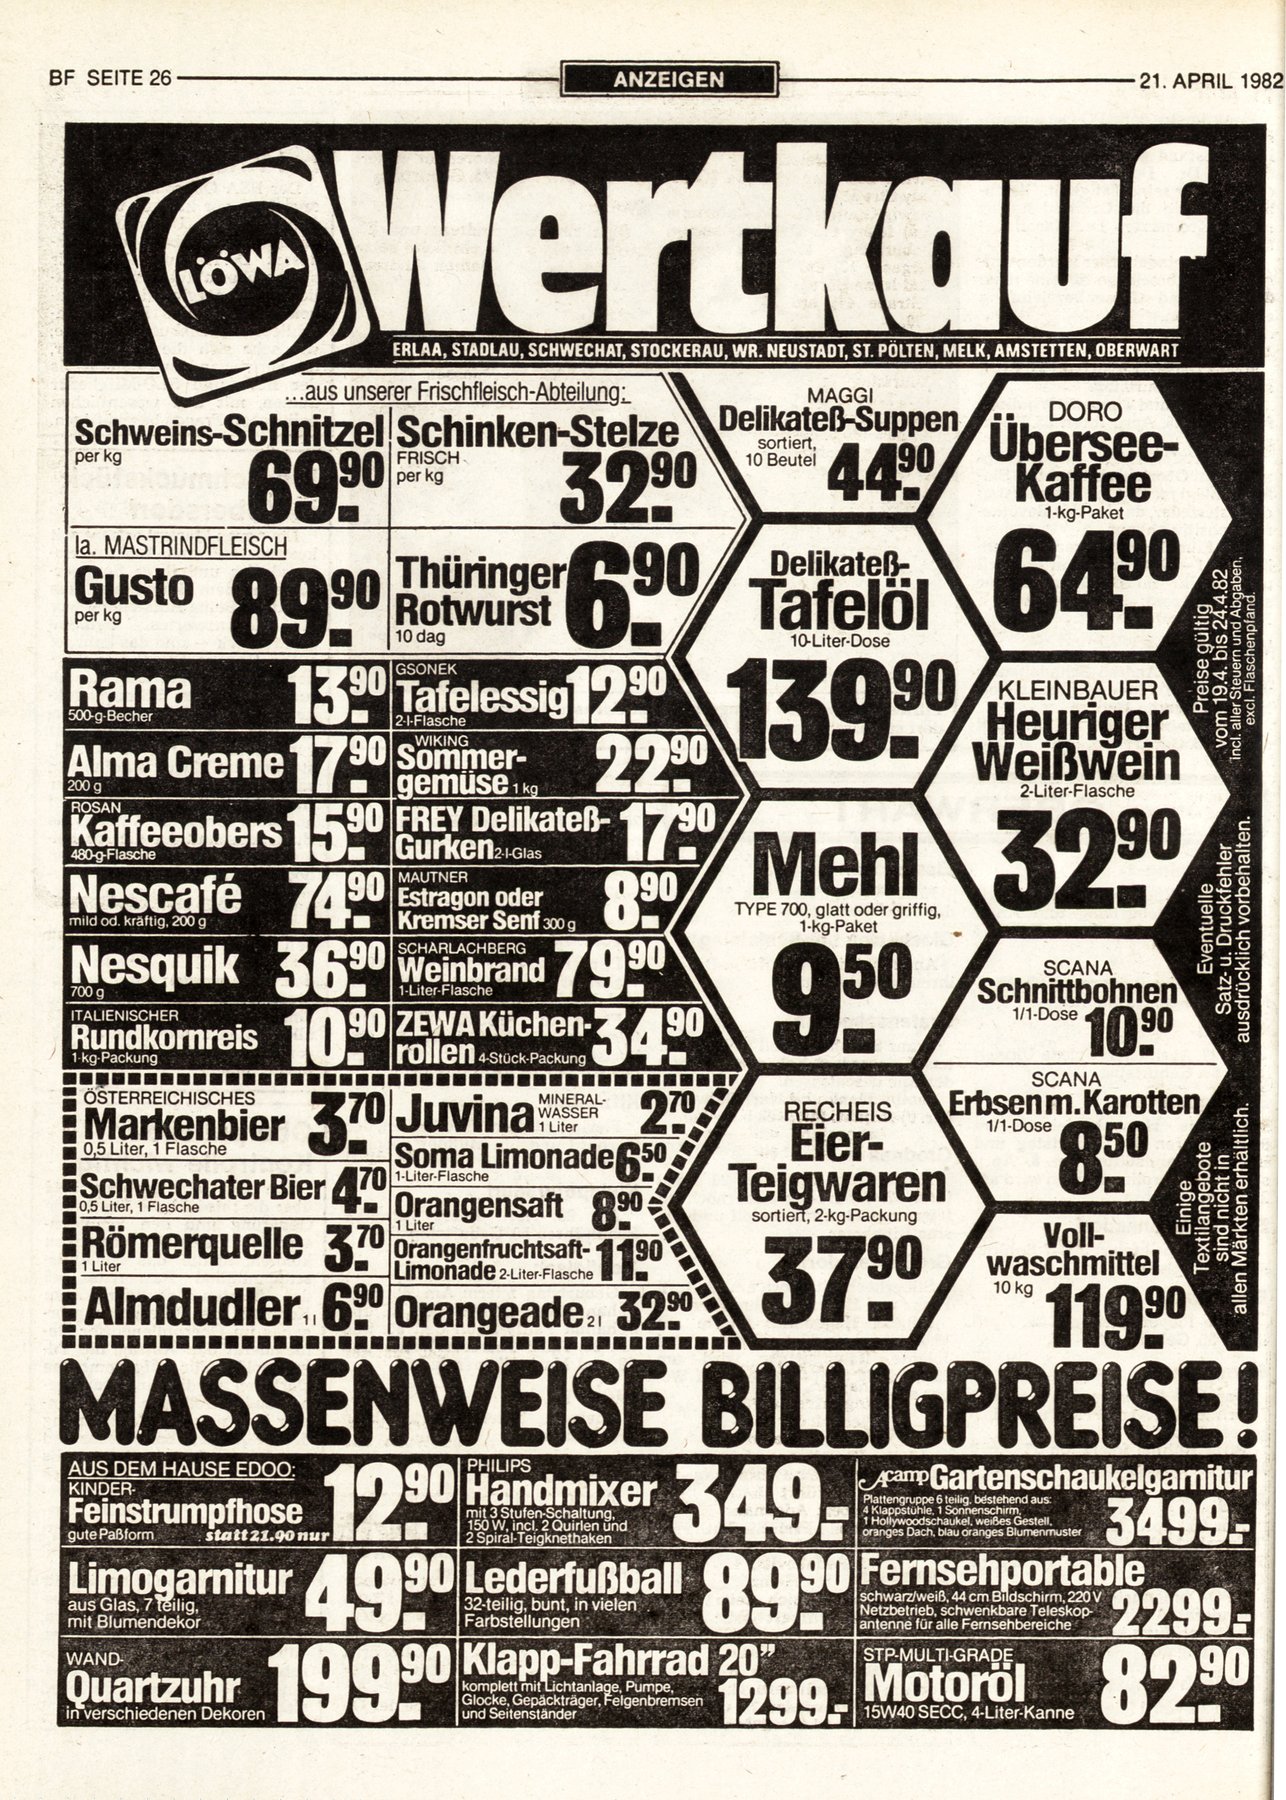 BF SEITE 26
ANZEIGEN
21. APRIL 1982
LÖWA
Wertkauf
ERLAA, STADLAU, SCHWECHAT, STOCKERAU, WR. NEUSTADT, ST. PÖLTEN, MELK, AMSTETTEN, OBERWART
...aus unserer Frischfleisch-Abteilung:
Schweins-Schnitzel
per kg
69.90
Schinken-Stelze
FRISCH
per kg
32.90
Ia. MASTRINDFLEISCH
Gusto
per kg
89.90
Thüringer
Rotwurst
10 dag
6.90
Rama
500-g-Becher
13.90
GSONEK
Tafelessig
2-l-Flasche
12.90
Alma Creme
200 g
17.90
WIKING
Sommer-
gemüse 1 kg
22.90
ROSAN
Kaffeeobers
480-g-Flasche
15.90
FREY Delikateß-
Gurken 2-l-Glas
17.90
Nescafé
mild od. kräftig, 200 g
74.90
MAUTNER
Estragon oder
Kremser Senf 300 g
8.90
Nesquik
700 g
36.90
SCHARLACHBERG
Weinbrand
1-Liter-Flasche
79.90
ITALIENISCHER
Rundkornreis
1-kg-Packung
10.90
ZEWA Küchen-
rollen 4-Stück-Packung
34.90
ÖSTERREICHISCHES
Markenbier
0,5 Liter, 1 Flasche
3.70
Juvina MINERAL-
WASSER
1 Liter
2.70
Schwechater Bier
0,5 Liter, 1 Flasche
4.70
Soma Limonade
1-Liter-Flasche
6.50
Römerquelle
1 Liter
3.70
Orangensaft
1 Liter
8.90
Orangenfruchtsaft-
Limonade 2-Liter-Flasche
11.90
Almdudler 1 l
6.90
Orangeade 2 l
32.90
MAGGI
Delikateß-Suppen
sortiert,
10 Beutel
44.90
DORO
Übersee-
Kaffee
1-kg-Paket
64.90
Delikateß-
Tafelöl
10-Liter-Dose
139.90
KLEINBAUER
Heuriger
Weißwein
2-Liter-Flasche
32.90
Mehl
TYPE 700, glatt oder griffig,
1-kg-Paket
9.50
SCANA
Schnittbohnen
1/1-Dose
10.90
SCANA
Erbsen m. Karotten
1/1-Dose
8.50
RECHEIS
Eier-
Teigwaren
sortiert, 2-kg-Packung
37.90
Voll-
waschmittel
10 kg
119.90
Preise gültig
vom 19.4. bis 24.4.82
incl. aller Steuern und Abgaben,
excl. Flaschenpfand.
Eventuelle
Satz- u. Druckfehler
ausdrücklich vorbehalten.
Einige
Textilangebote
sind nicht in
allen Märkten erhältlich.
MASSENWEISE BILLIGPREISE!
AUS DEM HAUSE EDOO:
KINDER-
Feinstrumpfhose
gute Paßform statt 21.90 nur
12.90
PHILIPS
Handmixer
mit 3 Stufen-Schaltung,
150 W, incl. 2 Quirlen und
2 Spiral-Teigknethaken
349.-
Acamp Gartenschaukelgarnitur
Plattengruppe 6 teilig, bestehend aus:
4 Klappstühle, 1 Sonnenschirm,
1 Hollywoodschaukel, weißes Gestell,
oranges Dach, blau oranges Blumenmuster
3499.-
Limogarnitur
aus Glas, 7 teilig,
mit Blumendekor
49.90
Lederfußball
32-teilig, bunt, in vielen
Farbstellungen
89.90
Fernsehportable
schwarz/weiß, 44 cm Bildschirm, 220 V
Netzbetrieb, schwenkbare Teleskop-
antenne für alle Fernsehbereiche
2299.-
WAND-
Quartzuhr
in verschiedenen Dekoren
199.90
Klapp-Fahrrad 20"
komplett mit Lichtanlage, Pumpe,
Glocke, Gepäckträger, Felgenbremsen
und Seitenständer
1299.-
STP-MULTI-GRADE
Motoröl
15W40 SECC, 4-Liter-Kanne
82.90